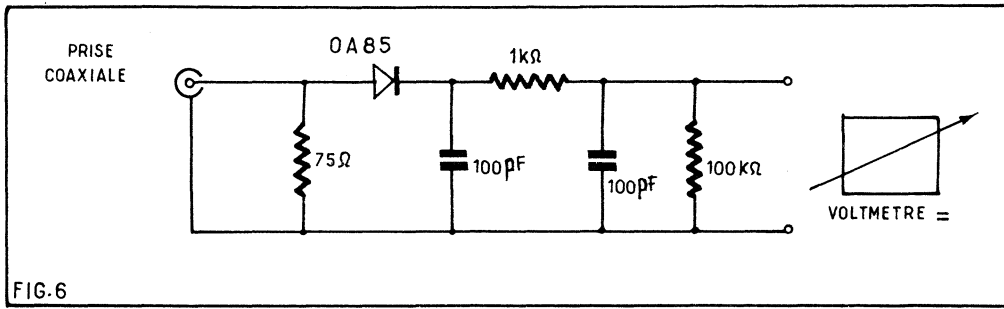 PRISE
COAXIALE
OA85
1kΩ
75Ω
100pF
100pF
100kΩ
VOLTMETRE =
FIG.6